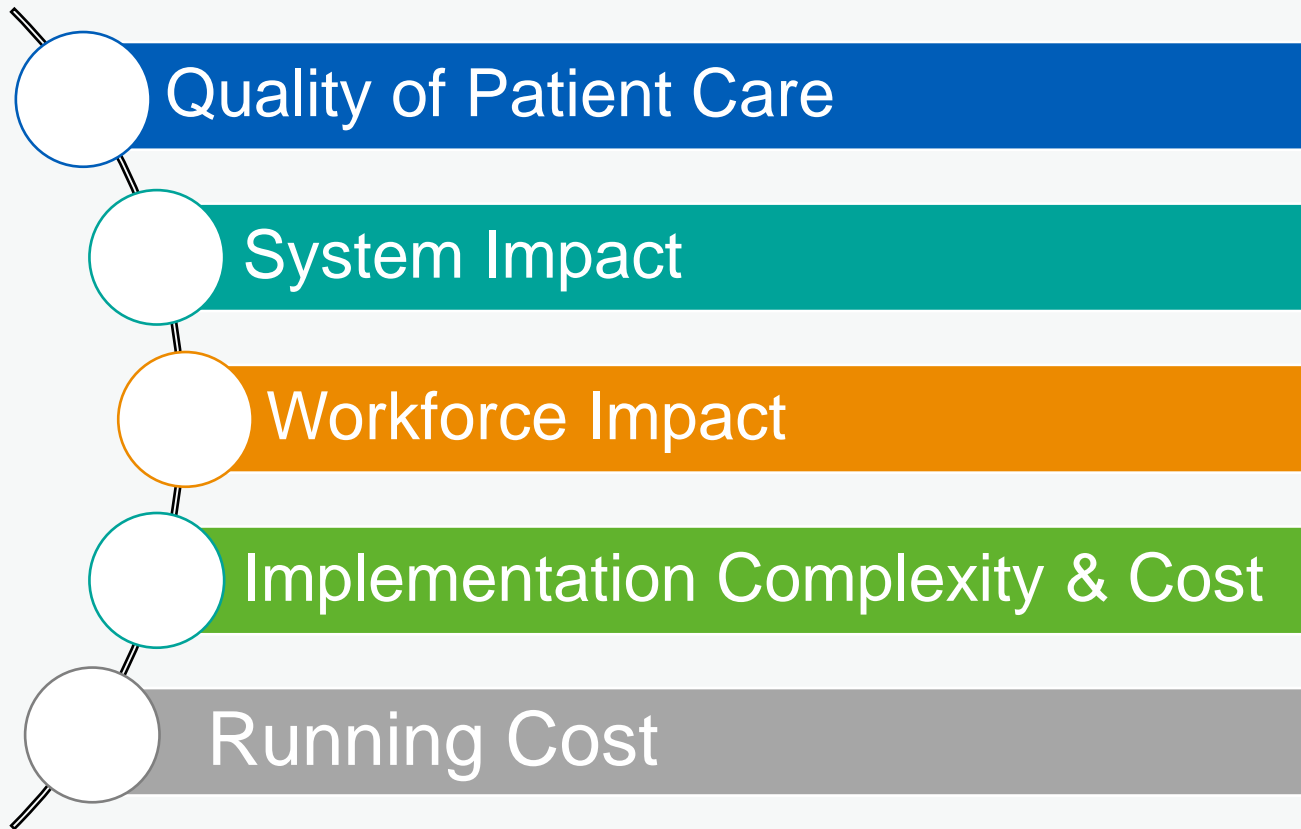 Quality of Patient Care
System Impact
Workforce Impact
Implementation Complexity & Cost
Running Cost